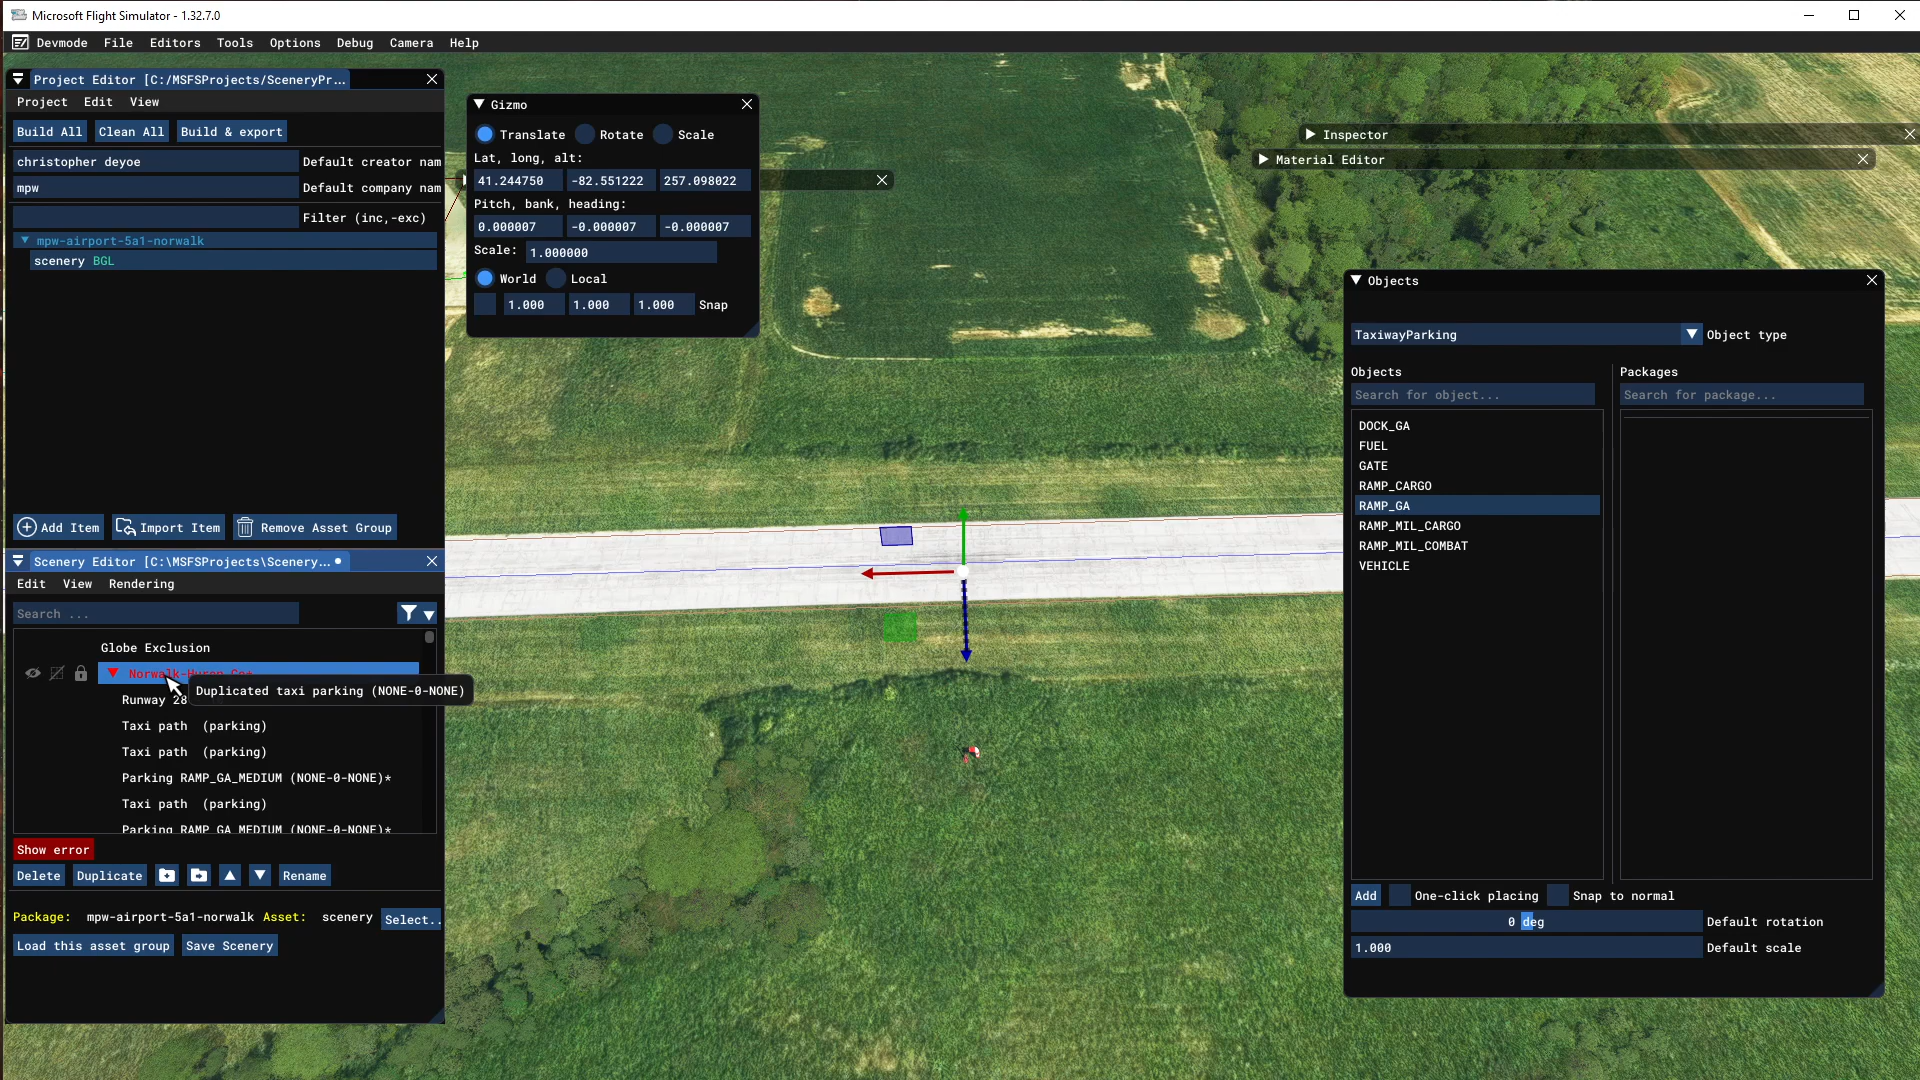 Microsoft Flight Simulator - 1.32.7.0
Devmode File Editors Tools Options Debug Camera Help
Project Editor [C:/MSFSProjects/SceneryPr...
Project Edit View
Build All Clean All Build & export
christopher deyoe Default creator nam
mpw Default company nam
Filter (inc,-exc)
mpw-airport-5a1-norwalk
scenery BGL
Add Item Import Item Remove Asset Group
Gizmo
Translate Rotate Scale
Lat, long, alt:
41.244750 -82.551222 257.098022
Pitch, bank, heading:
0.000007 -0.000007 -0.000007
Scale: 1.000000
World Local
1.000 1.000 1.000 Snap
Inspector
Material Editor
Scenery Editor [C:\MSFSProjects\Scenery...
Edit View Rendering
Search ...
Globe Exclusion
Norwalk-Huron Coo
Duplicated taxi parking (NONE-0-NONE)
Runway 28
Taxi path (parking)
Taxi path (parking)
Parking RAMP_GA_MEDIUM (NONE-0-NONE)*
Taxi path (parking)
Parking RAMP_GA_MEDIUM (NONE-0-NONE)*
Show error
Delete Duplicate Rename
Package: mpw-airport-5a1-norwalk Asset: scenery Select..
Load this asset group Save Scenery
Objects
TaxiwayParking Object type
Objects Packages
Search for object... Search for package...
DOCK_GA
FUEL
GATE
RAMP_CARGO
RAMP_GA
RAMP_MIL_CARGO
RAMP_MIL_COMBAT
VEHICLE
Add One-click placing Snap to normal
0 deg Default rotation
1.000 Default scale